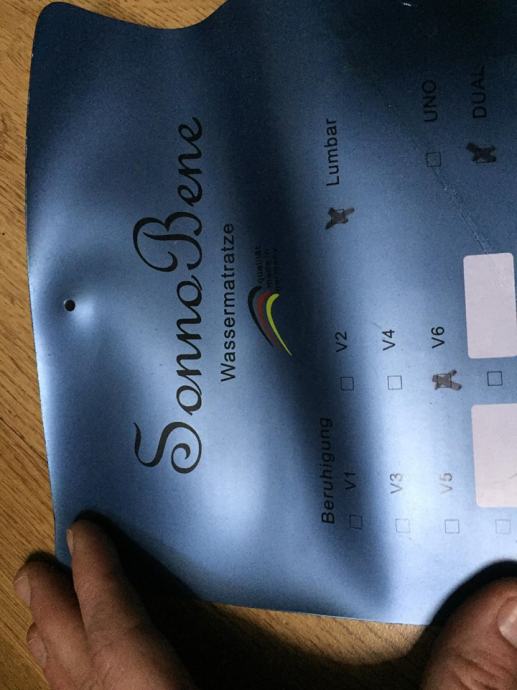 SonnoBene
Wassermatratze
Beruhigung
Lumbar
V1
V2
V3
V4
UNO
V5
V6
DUAL